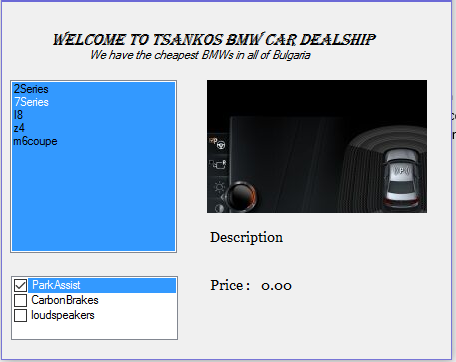 WELCOME TO TSANKOS BMW CAR DEALSHIP
We have the cheapest BMWs in all of Bulgaria
2Series
7Series
I8
z4
m6coupe
Description
Price : 0.00
ParkAssist
CarbonBrakes
loudspeakers